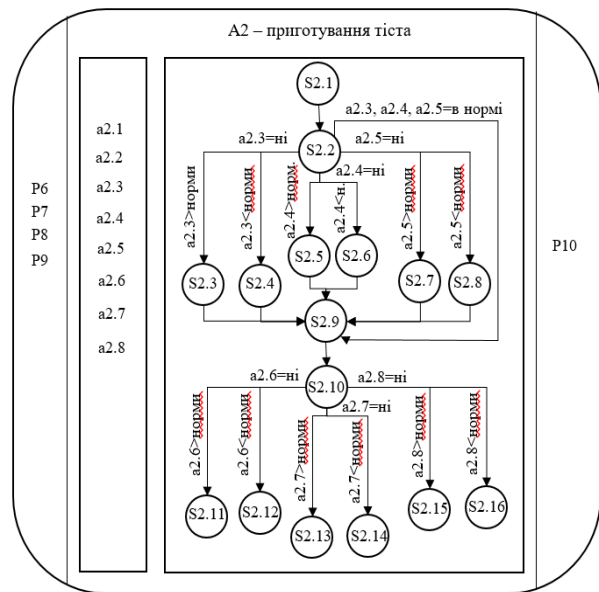 А2 – приготування тіста
P6
P7
P8
P9
a2.1
a2.2
a2.3
a2.4
a2.5
a2.6
a2.7
a2.8
S2.1
a2.3, a2.4, a2.5=в нормі
a2.3=ні
S2.2
a2.5=ні
a2.4=ні
a2.3>норми
a2.3<норми
a2.4>норм.
a2.4<н.
a2.5>норми
a2.5<норми
S2.3
S2.4
S2.5
S2.6
S2.7
S2.8
S2.9
P10
a2.6=ні
S2.10
a2.8=ні
a2.7=ні
a2.6>норми
a2.6<норми
a2.7>норми
a2.7<норми
a2.8>норми
a2.8<норми
S2.11
S2.12
S2.13
S2.14
S2.15
S2.16